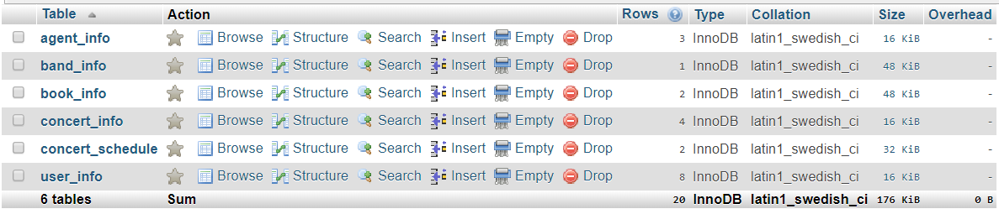 Table Action Rows Type Collation Size Overhead
agent_info Browse Structure Search Insert Empty Drop 3 InnoDB latin1_swedish_ci 16 KiB -
band_info Browse Structure Search Insert Empty Drop 1 InnoDB latin1_swedish_ci 48 KiB -
book_info Browse Structure Search Insert Empty Drop 2 InnoDB latin1_swedish_ci 48 KiB -
concert_info Browse Structure Search Insert Empty Drop 4 InnoDB latin1_swedish_ci 16 KiB -
concert_schedule Browse Structure Search Insert Empty Drop 2 InnoDB latin1_swedish_ci 32 KiB -
user_info Browse Structure Search Insert Empty Drop 8 InnoDB latin1_swedish_ci 16 KiB -
6 tables Sum 20 InnoDB latin1_swedish_ci 176 KiB 0 B